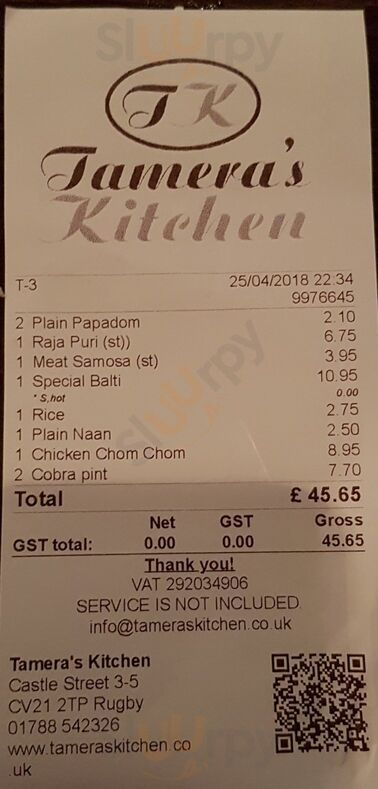 Slurpy
TK
Tamera's
Kitchen
T-3 25/04/2018 22:34
9976645
2 Plain Papadom 2.10
1 Raja Puri (st)) 6.75
1 Meat Samosa (st) 3.95
1 Special Balti 10.95
* S,hot 0.00
1 Rice 2.75
1 Plain Naan 2.50
1 Chicken Chom Chom 8.95
2 Cobra pint 7.70
Total £ 45.65
Net GST Gross
GST total: 0.00 0.00 45.65
Thank you!
VAT 292034906
SERVICE IS NOT INCLUDED
info@tameraskitchen.co.uk
Tamera's Kitchen
Castle Street 3-5
CV21 2TP Rugby
01788 542326
www.tameraskitchen.co
.uk